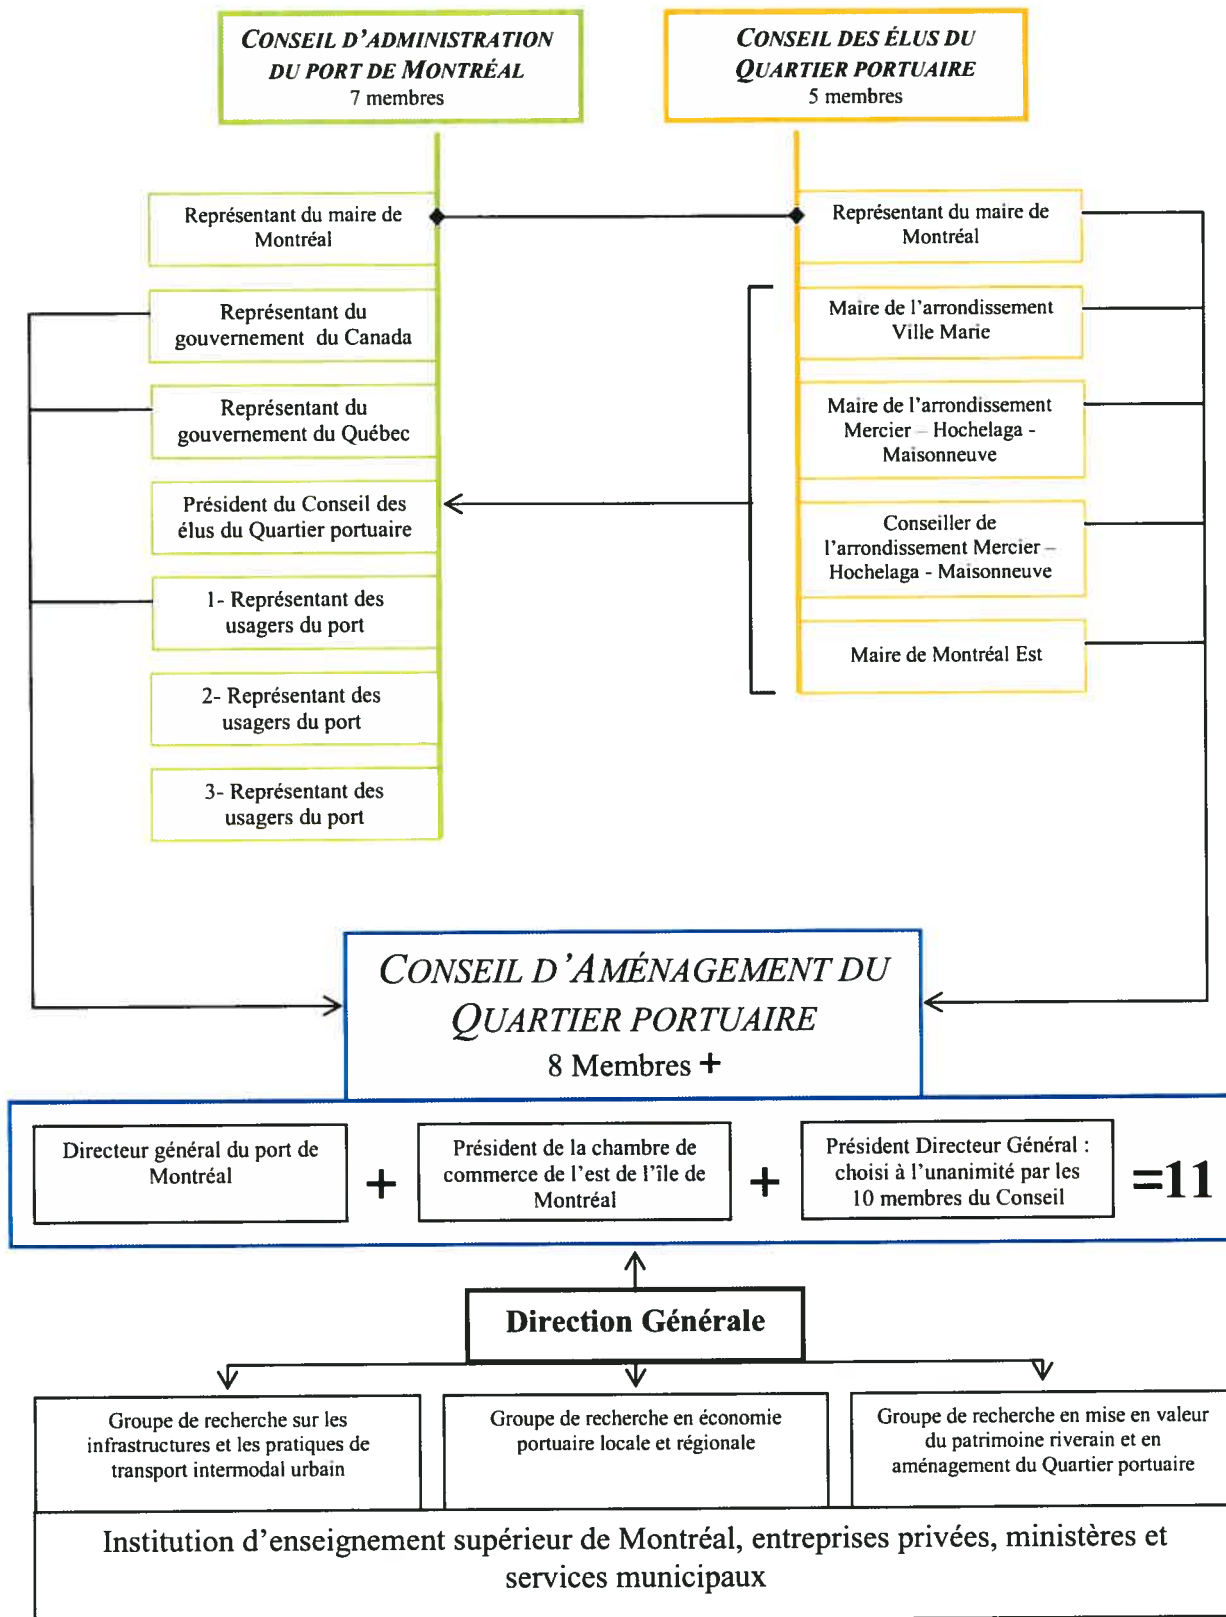 CONSEIL D'ADMINISTRATION
DU PORT DE MONTRÉAL
7 membres
CONSEIL DES ÉLUS DU
QUARTIER PORTUAIRE
5 membres
Représentant du maire de
Montréal
Représentant du
gouvernement du Canada
Représentant du
gouvernement du Québec
Président du Conseil des
élus du Quartier portuaire
1- Représentant des
usagers du port
2- Représentant des
usagers du port
3- Représentant des
usagers du port
Représentant du maire de
Montréal
Maire de l'arrondissement
Ville Marie
Maire de l'arrondissement
Mercier – Hochelaga -
Maisonneuve
Conseiller de
l'arrondissement Mercier –
Hochelaga - Maisonneuve
Maire de Montréal Est
CONSEIL D'AMÉNAGEMENT DU
QUARTIER PORTUAIRE
8 Membres +
Directeur général du port de
Montréal
+
Président de la chambre de
commerce de l'est de l'île de
Montréal
+
Président Directeur Général :
choisi à l'unanimité par les
10 membres du Conseil
=11
Direction Générale
Groupe de recherche sur les
infrastructures et les pratiques de
transport intermodal urbain
Groupe de recherche en économie
portuaire locale et régionale
Groupe de recherche en mise en valeur
du patrimoine riverain et en
aménagement du Quartier portuaire
Institution d'enseignement supérieur de Montréal, entreprises privées, ministères et
services municipaux